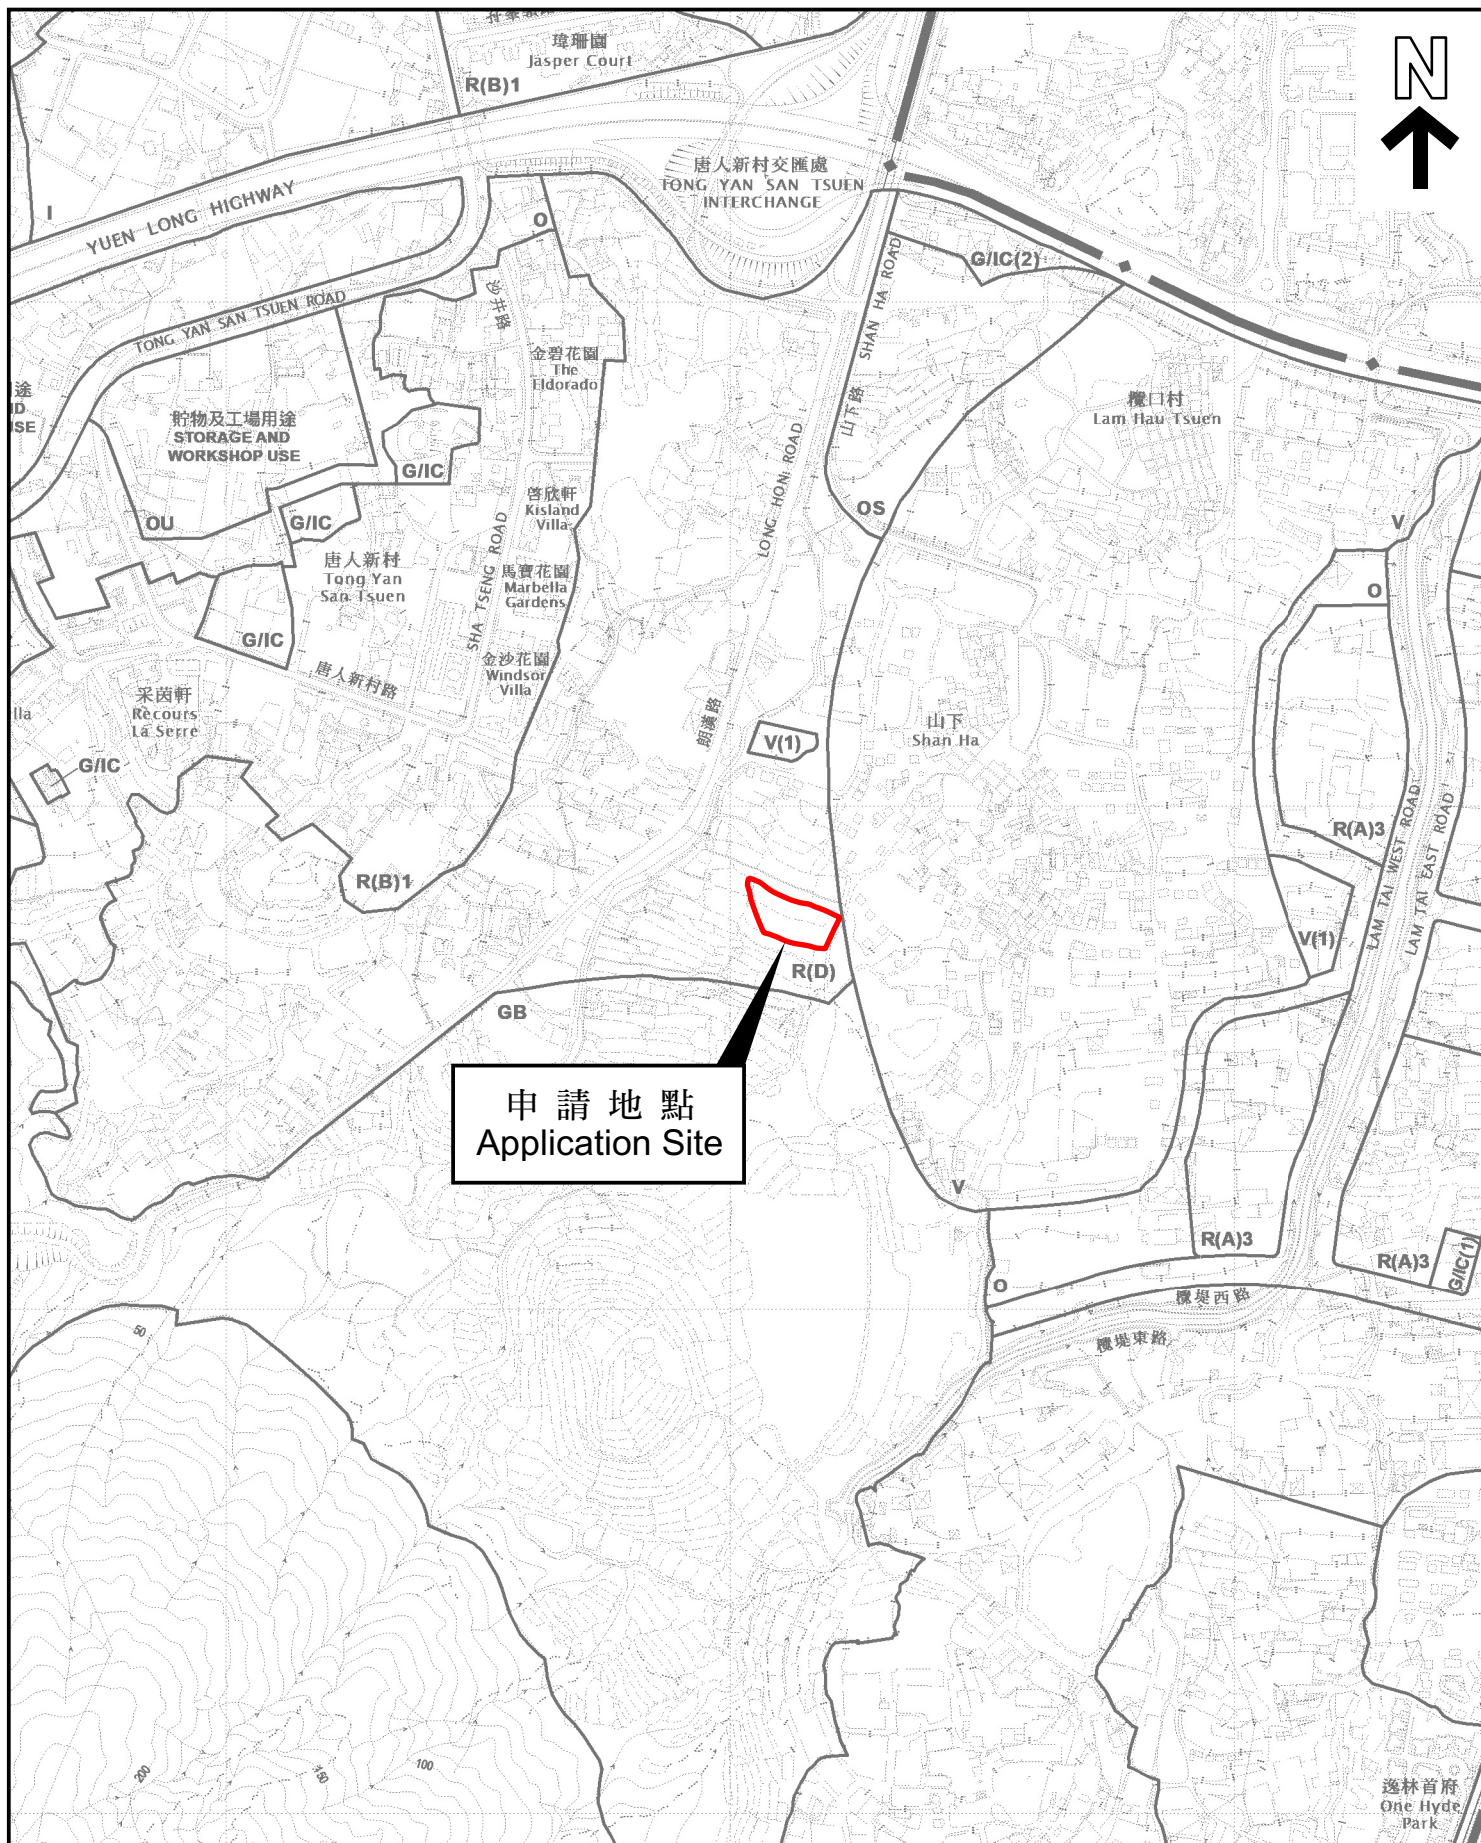 瑋珊園
Jasper Court
R(B)1
N
唐人新村交匯處
TONG YAN SAN TSUEN
INTERCHANGE
I
YUEN LONG HIGHWAY
O
G/IC(2)
SHAN HA ROAD
TONG YAN SAN TSUEN ROAD
沙井路
金碧花園
The
Eldorado
山下路
欖口村
Lam Hau Tsuen
途
ND
USE
貯物及工場用途
STORAGE AND
WORKSHOP USE
G/IC
LONG HON ROAD
OU
G/IC
啓欣軒
Kisland
Villa
OS
V
唐人新村
Tong Yan
San Tsuen
SHA TSENG ROAD
馬寶花園
Marbella
Gardens
O
G/IC
唐人新村路
金沙花園
Windsor
Villa
lla
采茵軒
Recours
La Serre
朗漢路
V(1)
山下
Shan Ha
G/IC
R(A)3
LAM TAI WEST ROAD
LAM TAI EAST ROAD
R(B)1
V(1)
R(D)
GB
申請地點
Application Site
V
R(A)3
R(A)3
G/IC(1)
O
欖堤西路
欖堤東路
50
200
150
100
逸林首府
One Hyde
Park